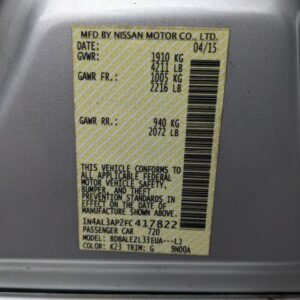 MFD BY NISSAN MOTOR CO., LTD.
DATE: 04/15
GVWR: 1910 KG
4211 LB
GAWR FR.: 1005 KG
2216 LB
GAWR RR.: 940 KG
2072 LB
THIS VEHICLE CONFORMS TO ALL
APPLICABLE FEDERAL MOTOR
VEHICLE SAFETY, BUMPER, AND THEFT
PREVENTION STANDARDS
IN EFFECT ON THE DATE OF
MANUFACTURE SHOWN ABOVE.
1N4AL3AP2FC417822
PASSENGER CAR 720
MODEL: BDBALEZL33EUA---LJ
COLOR: K23 TRIM: G 9N00A